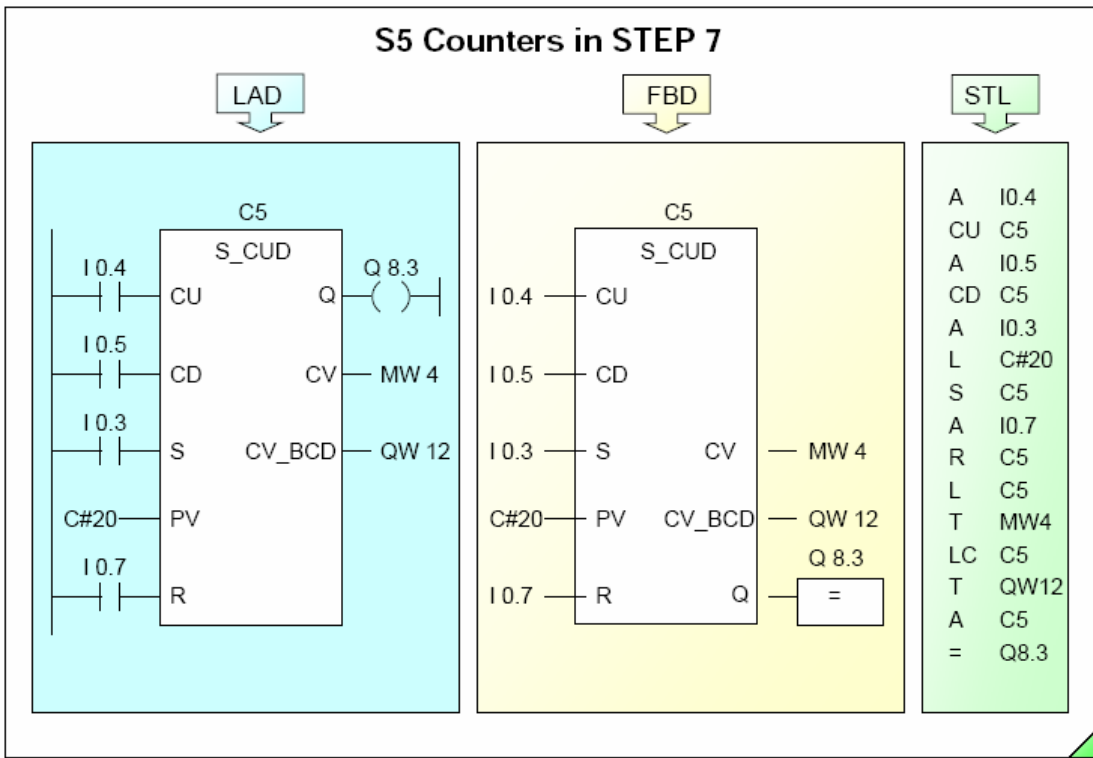 S5 Counters in STEP 7
LAD
C5
S_CUD
I 0.4
CU
Q
Q 8.3
I 0.5
CD
CV
MW 4
I 0.3
S
CV_BCD
QW 12
C#20
PV
I 0.7
R
FBD
C5
S_CUD
I 0.4
CU
I 0.5
CD
I 0.3
S
CV
MW 4
C#20
PV
CV_BCD
QW 12
Q 8.3
I 0.7
R
Q
=
STL
A I0.4
CU C5
A I0.5
CD C5
A I0.3
L C#20
S C5
A I0.7
R C5
L C5
T MW4
LC C5
T QW12
A C5
= Q8.3